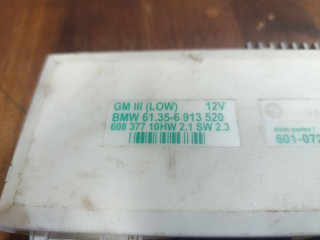 GM III (LOW) 12V
BMW 61.35-6 913 520
608 377 10HW 2.1 SW 2.3
601-072